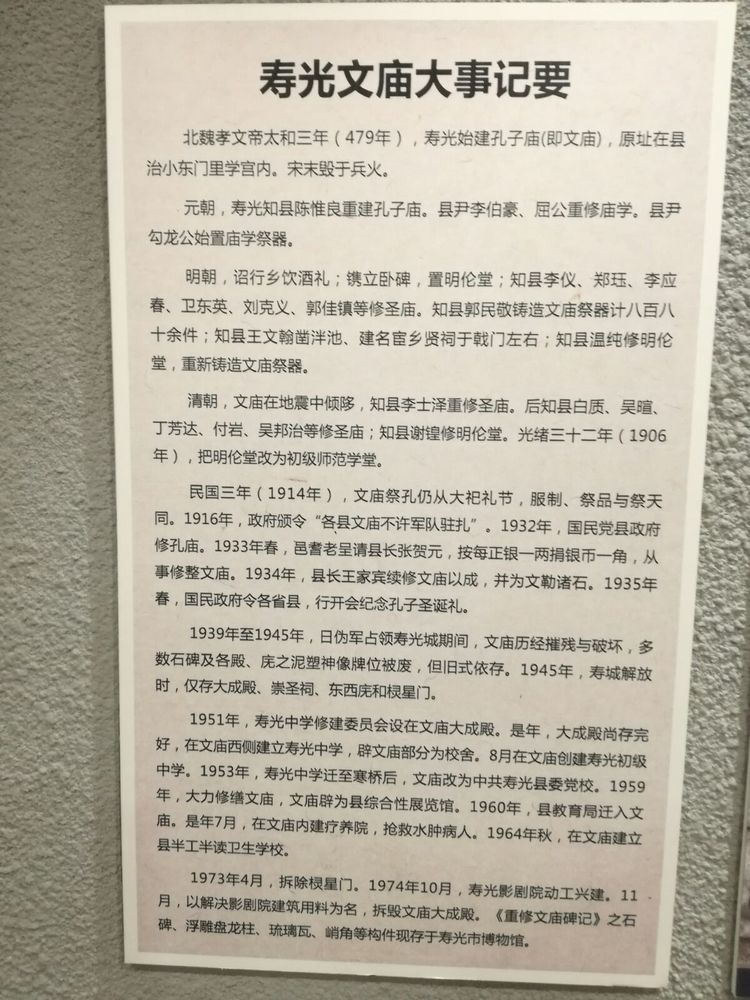 寿光文庙大事记要
北魏孝文帝太和三年（479年），寿光始建孔子庙(即文庙)，原址在县
治小东门里学宫内。宋末毁于兵火。
元朝，寿光知县陈惟良重建孔子庙。县尹李伯豪、屈公重修庙学。县尹
勾龙公始置庙学祭器。
明朝，诏行乡饮酒礼；镌立卧碑，置明伦堂；知县李仪、郑珏、李应
春、卫东英、刘克义、郭佳镇等修圣庙。知县郭民敬铸造文庙祭器计八百八
十余件；知县王文翰凿泮池、建名宦乡贤祠于戟门左右；知县温纯修明伦
堂，重新铸造文庙祭器。
清朝，文庙在地震中倾陊，知县李士泽重修圣庙。后知县白质、吴暄、
丁芳达、付岩、吴邦治等修圣庙；知县谢锽修明伦堂。光绪三十二年（1906
年），把明伦堂改为初级师范学堂。
民国三年（1914年），文庙祭孔仍从大祀礼节，服制、祭品与祭天
同。1916年，政府颁令“各县文庙不许军队驻扎”。1932年，国民党县政府
修孔庙。1933年春，邑耆老呈请县长张贺元，按每正银一两捐银币一角，从
事修整文庙。1934年，县长王家宾续修文庙以成，并为文勒诸石。1935年
春，国民政府令各省县，行开会纪念孔子圣诞礼。
1939年至1945年，日伪军占领寿光城期间，文庙历经摧残与破坏，多
数石碑及各殿、庑之泥塑神像牌位被废，但旧式依存。1945年，寿城解放
时，仅存大成殿、崇圣祠、东西庑和棂星门。
1951年，寿光中学修建委员会设在文庙大成殿。是年，大成殿尚存完
好，在文庙西侧建立寿光中学，辟文庙部分为校舍。8月在文庙创建寿光初级
中学。1953年，寿光中学迁至寒桥后，文庙改为中共寿光县委党校。1959
年，大力修缮文庙，文庙辟为县综合性展览馆。1960年，县教育局迁入文
庙。是年7月，在文庙内建疗养院，抢救水肿病人。1964年秋，在文庙建立
县半工半读卫生学校。
1973年4月，拆除棂星门。1974年10月，寿光影剧院动工兴建。11
月，以解决影剧院建筑用料为名，拆毁文庙大成殿。《重修文庙碑记》之石
碑、浮雕盘龙柱、琉璃瓦、峭角等构件现存于寿光市博物馆。